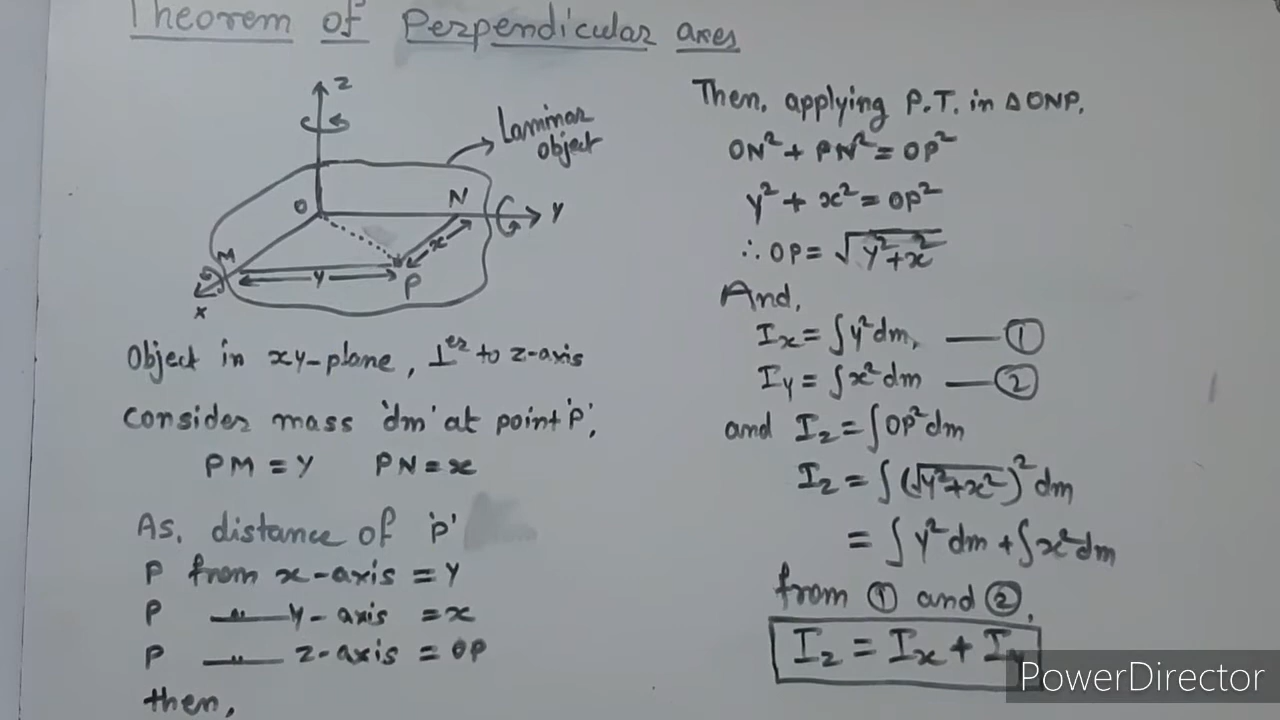 Theorem of Perpendicular axes
Z
Laminar
object
O
N
Y
M
x
y
P
X
Object in xy-plane, ⊥er to z-axis
consider mass 'dm' at point 'P',
PM = y PN = x
As, distance of 'P'
P from x-axis = y
P —〃— y-axis = x
P —〃— z-axis = OP
then,
Then, applying P.T. in △ONP,
ON² + PN² = OP²
y² + x² = OP²
∴ OP = √(y²+x²)
And,
Ix = ∫y²dm, — ①
Iy = ∫x²dm — ②
and Iz = ∫OP²dm
Iz = ∫(√(y²+x²))²dm
= ∫y²dm + ∫x²dm
from ① and ②,
Iz = Ix + Iy
PowerDirector